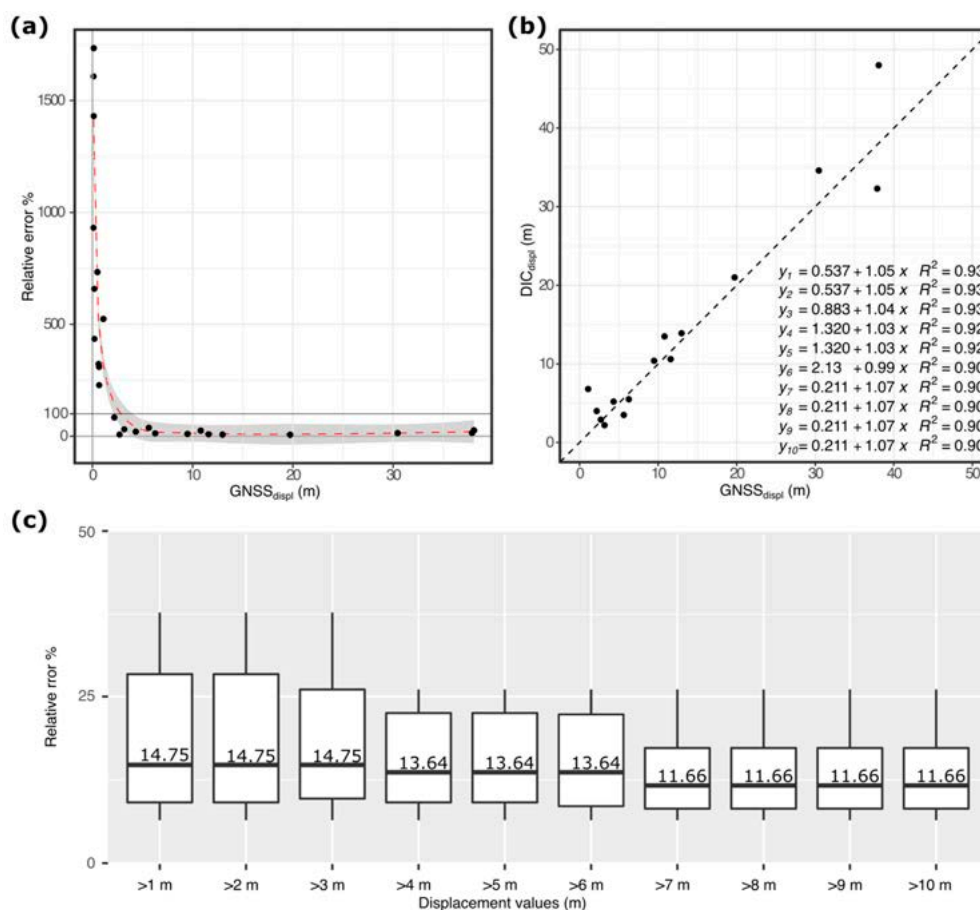 (a)
1500
1000
500
100
0
Relative error %
0
10
20
30
GNSSdispl (m)
(b)
50
40
30
20
10
0
DICdispl (m)
y1 = 0.537 + 1.05 x R2 = 0.93
y2 = 0.537 + 1.05 x R2 = 0.93
y3 = 0.883 + 1.04 x R2 = 0.93
y4 = 1.320 + 1.03 x R2 = 0.92
y5 = 1.320 + 1.03 x R2 = 0.92
y6 = 2.13 + 0.99 x R2 = 0.90
y7 = 0.211 + 1.07 x R2 = 0.90
y8 = 0.211 + 1.07 x R2 = 0.90
y9 = 0.211 + 1.07 x R2 = 0.90
y10= 0.211 + 1.07 x R2 = 0.90
0
10
20
30
40
50
GNSSdispl (m)
(c)
50
25
0
Relative rror %
14.75
14.75
14.75
13.64
13.64
13.64
11.66
11.66
11.66
11.66
>1 m
>2 m
>3 m
>4 m
>5 m
>6 m
>7 m
>8 m
>9 m
>10 m
Displacement values (m)